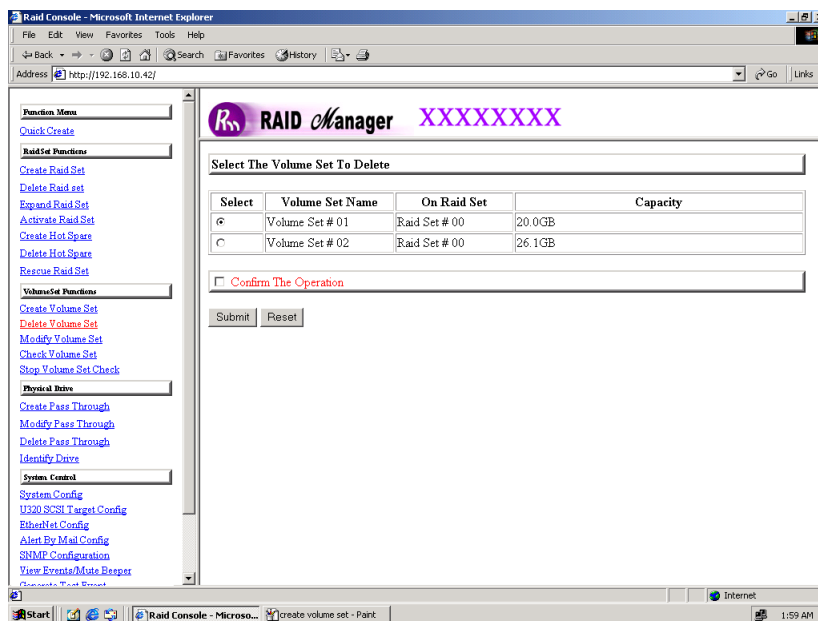 Raid Console - Microsoft Internet Explorer
File Edit View Favorites Tools Help
Back Search Favorites History
Address http://192.168.10.42/ Go Links
Function Menu
Quick Create
RaidSet Functions
Create Raid Set
Delete Raid set
Expand Raid Set
Activate Raid Set
Create Hot Spare
Delete Hot Spare
Rescue Raid Set
VolumeSet Functions
Create Volume Set
Delete Volume Set
Modify Volume Set
Check Volume Set
Stop Volume Set Check
Physical Drive
Create Pass Through
Modify Pass Through
Delete Pass Through
Identify Drive
System Control
System Config
U320 SCSI Target Config
EtherNet Config
Alert By Mail Config
SNMP Configuration
View Events/Mute Beeper
Generate Test Event
Rm RAID Manager XXXXXXXX
Select The Volume Set To Delete
Select Volume Set Name On Raid Set Capacity
Volume Set # 01 Raid Set # 00 20.0GB
Volume Set # 02 Raid Set # 00 26.1GB
Confirm The Operation
Submit Reset
Internet
Start Raid Console - Microso... create volume set - Paint 1:59 AM